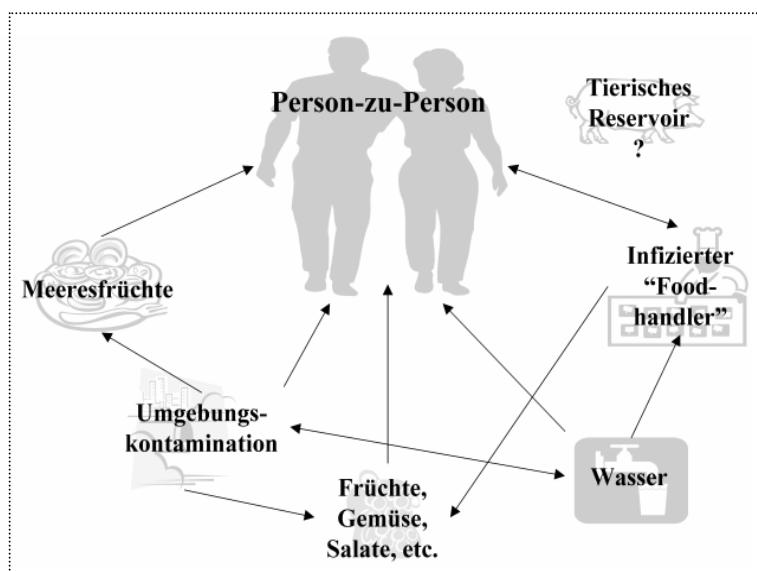 Person-zu-Person
Tierisches
Reservoir
?
Meeresfrüchte
Infizierter
“Food-
handler”
Umgebungs-
kontamination
Wasser
Früchte,
Gemüse,
Salate, etc.